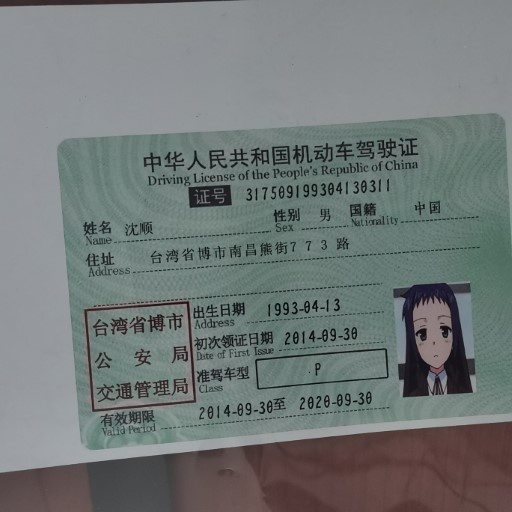 中华人民共和国机动车驾驶证
Driving License of the People's Republic of China
证号 317509199304130311
姓名 沈顺 性别 男 国籍 中国
Name Sex Nationality
住址 台湾省博市南昌熊街773路
Address
台湾省博市
公安局
交通管理局
出生日期 1993-04-13
Address
初次领证日期 2014-09-30
Date of First Issue
准驾车型 P
Class
有效期限 2014-09-30至 2020-09-30
Valid Period